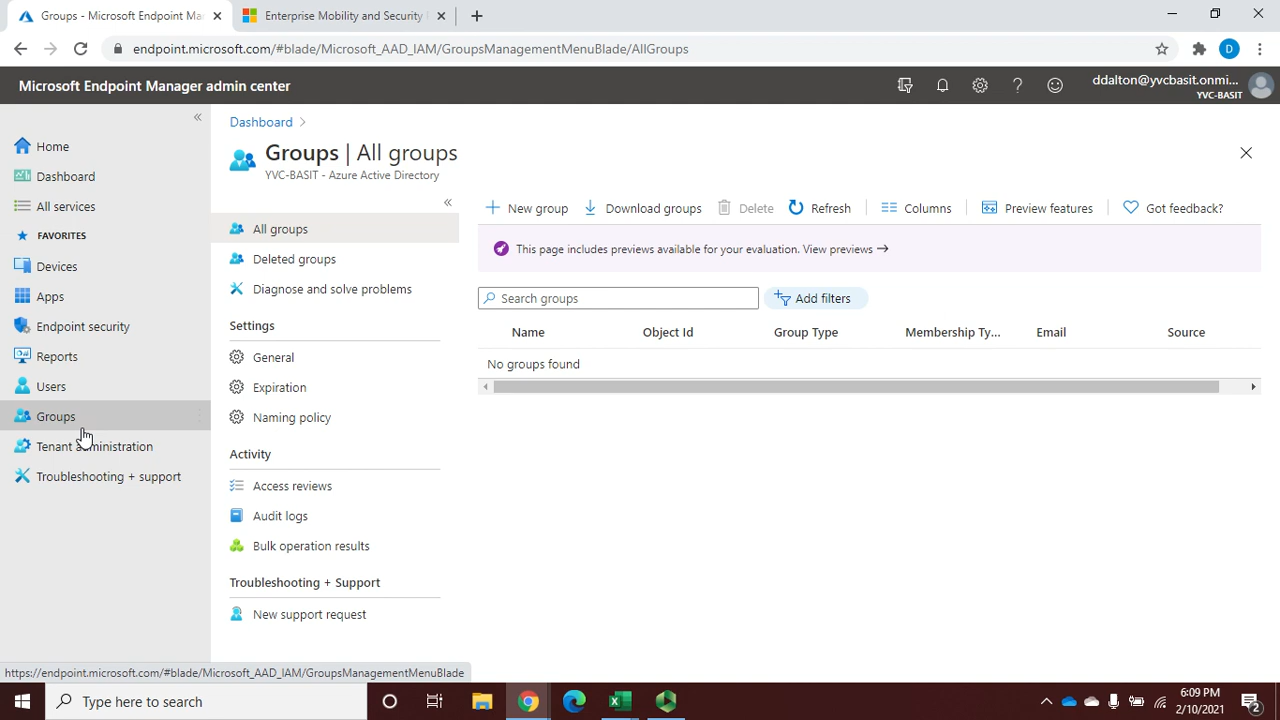 Groups - Microsoft Endpoint Ma
Enterprise Mobility and Security
endpoint.microsoft.com/#blade/Microsoft_AAD_IAM/GroupsManagementMenuBlade/AllGroups
D
Microsoft Endpoint Manager admin center
ddalton@yvcbasit.onmi...
YVC-BASIT
Home
Dashboard
All services
FAVORITES
Devices
Apps
Endpoint security
Reports
Users
Groups
Tenant administration
Troubleshooting + support
Dashboard >
Groups | All groups
YVC-BASIT - Azure Active Directory
All groups
Deleted groups
Diagnose and solve problems
Settings
General
Expiration
Naming policy
Activity
Access reviews
Audit logs
Bulk operation results
Troubleshooting + Support
New support request
New group
Download groups
Delete
Refresh
Columns
Preview features
Got feedback?
This page includes previews available for your evaluation. View previews →
Search groups
Add filters
Name Object Id Group Type Membership Ty... Email Source
No groups found
https://endpoint.microsoft.com/#blade/Microsoft_AAD_IAM/GroupsManagementMenuBlade
Type here to search
6:09 PM
2/10/2021
2